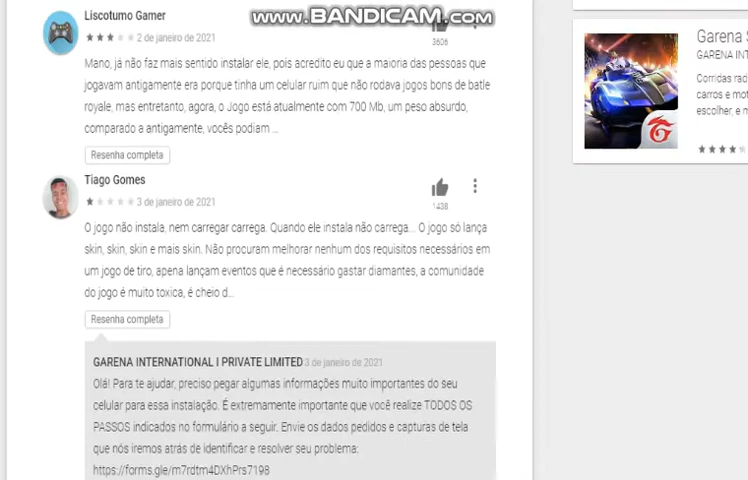 www.BANDICAM.com
Liscotumo Gamer
2 de janeiro de 2021
3606
Mano, já não faz mais sentido instalar ele, pois acredito eu que a maioria das pessoas que
jogavam antigamente era porque tinha um celular ruim que não rodava jogos bons de batle
royale, mas entretanto, agora, o Jogo está atualmente com 700 Mb, um peso absurdo,
comparado a antigamente, vocês podiam ...
Resenha completa
Tiago Gomes
3 de janeiro de 2021
1438
O jogo não instala, nem carregar carrega. Quando ele instala não carrega... O jogo só lança
skin, skin, skin e mais skin. Não procuram melhorar nenhum dos requisitos necessários em
um jogo de tiro, apena lançam eventos que é necessário gastar diamantes, a comunidade
do jogo é muito toxica, é cheio d...
Resenha completa
GARENA INTERNATIONAL I PRIVATE LIMITED 3 de janeiro de 2021
Olá! Para te ajudar, preciso pegar algumas informações muito importantes do seu
celular para essa instalação. É extremamente importante que você realize TODOS OS
PASSOS indicados no formulário a seguir. Envie os dados pedidos e capturas de tela
que nós iremos atrás de identificar e resolver seu problema:
https://forms.gle/m7rdtm4DXhPrs7198
Garena S
GARENA INT
Corridas rad
carros e mot
escolher, e m